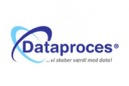 Dataproces®
...vi skaber værdi med data!